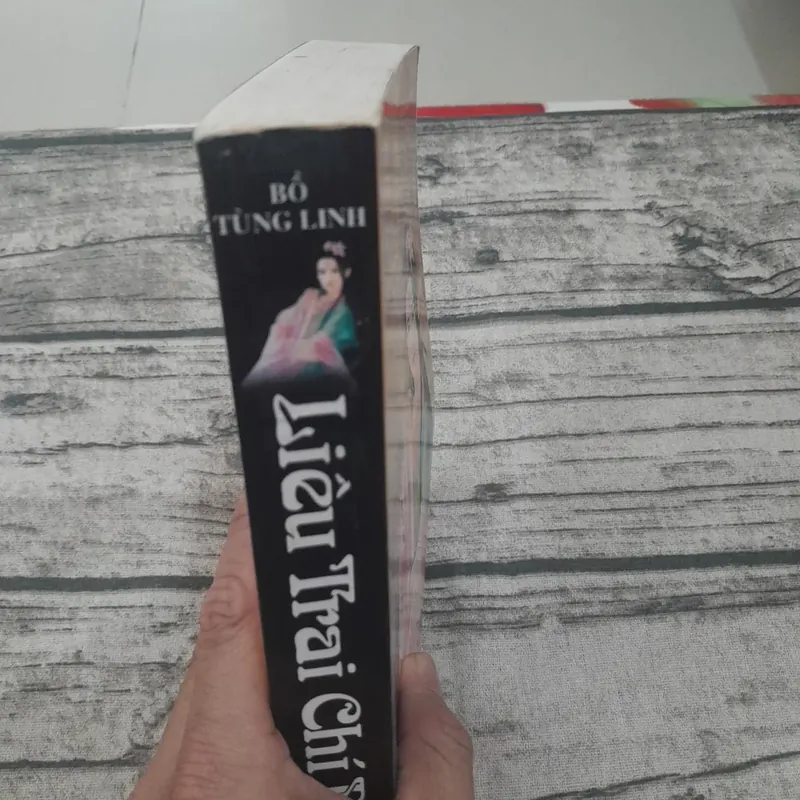 BỒ
TÙNG LINH
Liêu Trai Chí